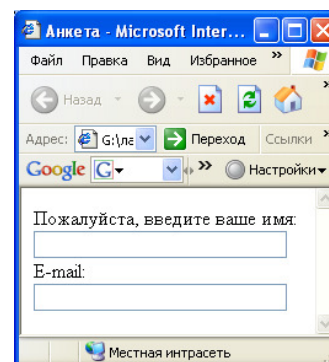 Анкета - Microsoft Inter...
Файл Правка Вид Избранное »
Назад
Адрес: G:\ла Переход Ссылки »
Google G Настройки
Пожалуйста, введите ваше имя:
E-mail:
Местная интрасеть